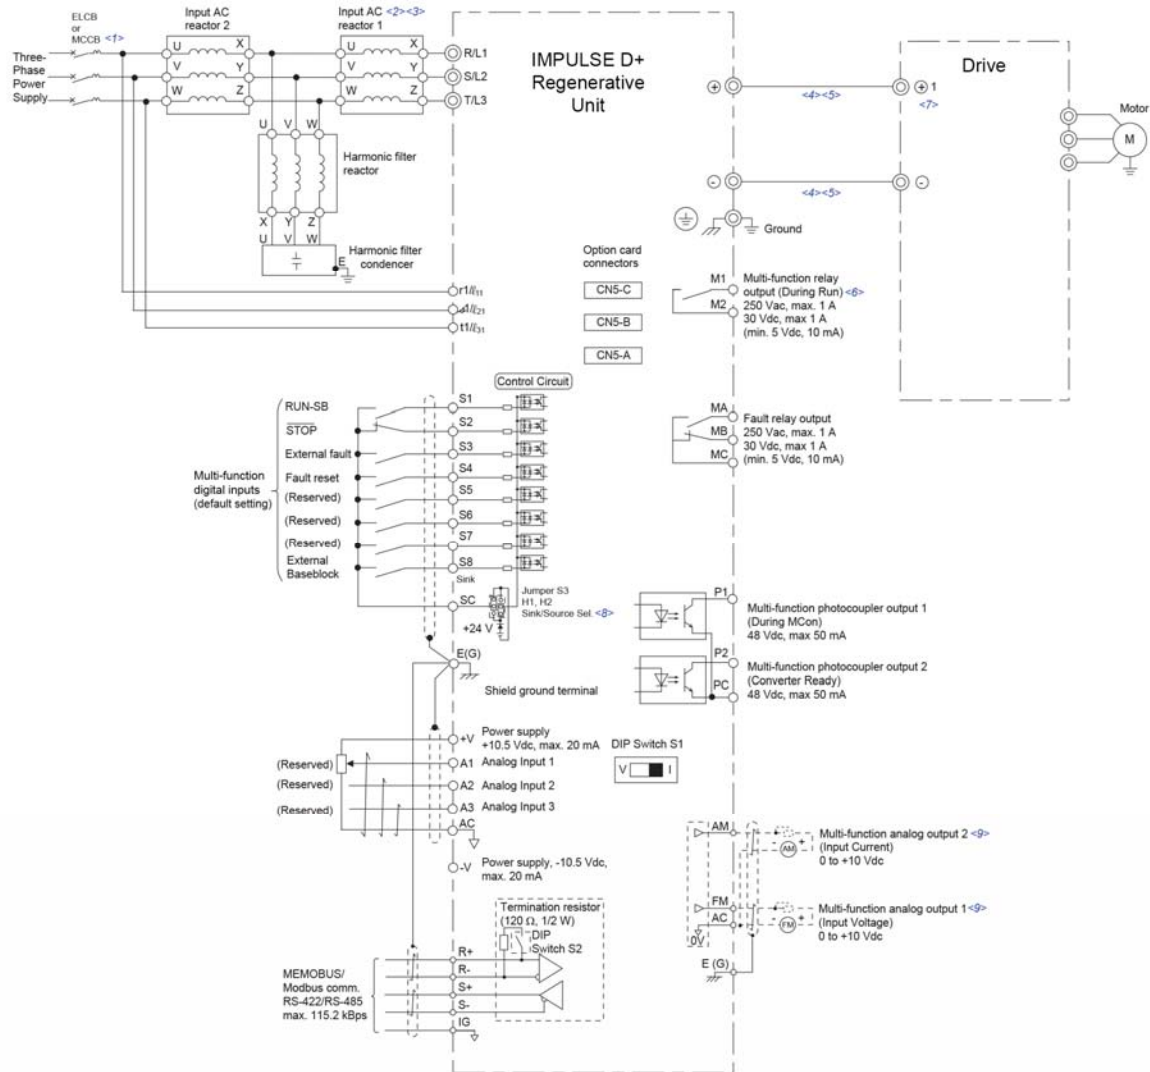 ELCB
or
MCCB <1>
Three-
Phase
Power
Supply
Input AC
reactor 2
U X
V Y
W Z
Input AC <2><3>
reactor 1
U X
V Y
W Z
R/L1
S/L2
T/L3
IMPULSE D+
Regenerative
Unit
Drive
+
<4><5>
+ 1
<7>
Motor
M
-
<4><5>
-
Ground
U V W
Harmonic filter
reactor
X Y Z
U V W
Harmonic filter
condencer
E
r1/ℓ11
1/ℓ21
t1/ℓ31
Option card
connectors
CN5-C
CN5-B
CN5-A
M1
M2
Multi-function relay
output (During Run) <6>
250 Vac, max. 1 A
30 Vdc, max 1 A
(min. 5 Vdc, 10 mA)
Control Circuit
Multi-function
digital inputs
(default setting)
RUN-SB
S1
STOP
S2
External fault
S3
Fault reset
S4
(Reserved)
S5
(Reserved)
S6
(Reserved)
S7
External
Baseblock
S8
Sink
SC
+24 V
Jumper S3
H1, H2
Sink/Source Sel. <8>
MA
MB
MC
Fault relay output
250 Vac, max. 1 A
30 Vdc, max 1 A
(min. 5 Vdc, 10 mA)
P1
Multi-function photocoupler output 1
(During MCon)
48 Vdc, max 50 mA
P2
PC
Multi-function photocoupler output 2
(Converter Ready)
48 Vdc, max 50 mA
E(G)
Shield ground terminal
+V
Power supply
+10.5 Vdc, max. 20 mA
(Reserved)
A1 Analog Input 1
(Reserved)
A2 Analog Input 2
(Reserved)
A3 Analog Input 3
AC
-V
Power supply, -10.5 Vdc,
max. 20 mA
DIP Switch S1
V I
AM
AM
+
-
Multi-function analog output 2 <9>
(Input Current)
0 to +10 Vdc
FM
AC
0V
FM
+
-
Multi-function analog output 1 <9>
(Input Voltage)
0 to +10 Vdc
E (G)
Termination resistor
(120 Ω, 1/2 W)
DIP
Switch S2
MEMOBUS/
Modbus comm.
RS-422/RS-485
max. 115.2 kBps
R+
R-
S+
S-
IG